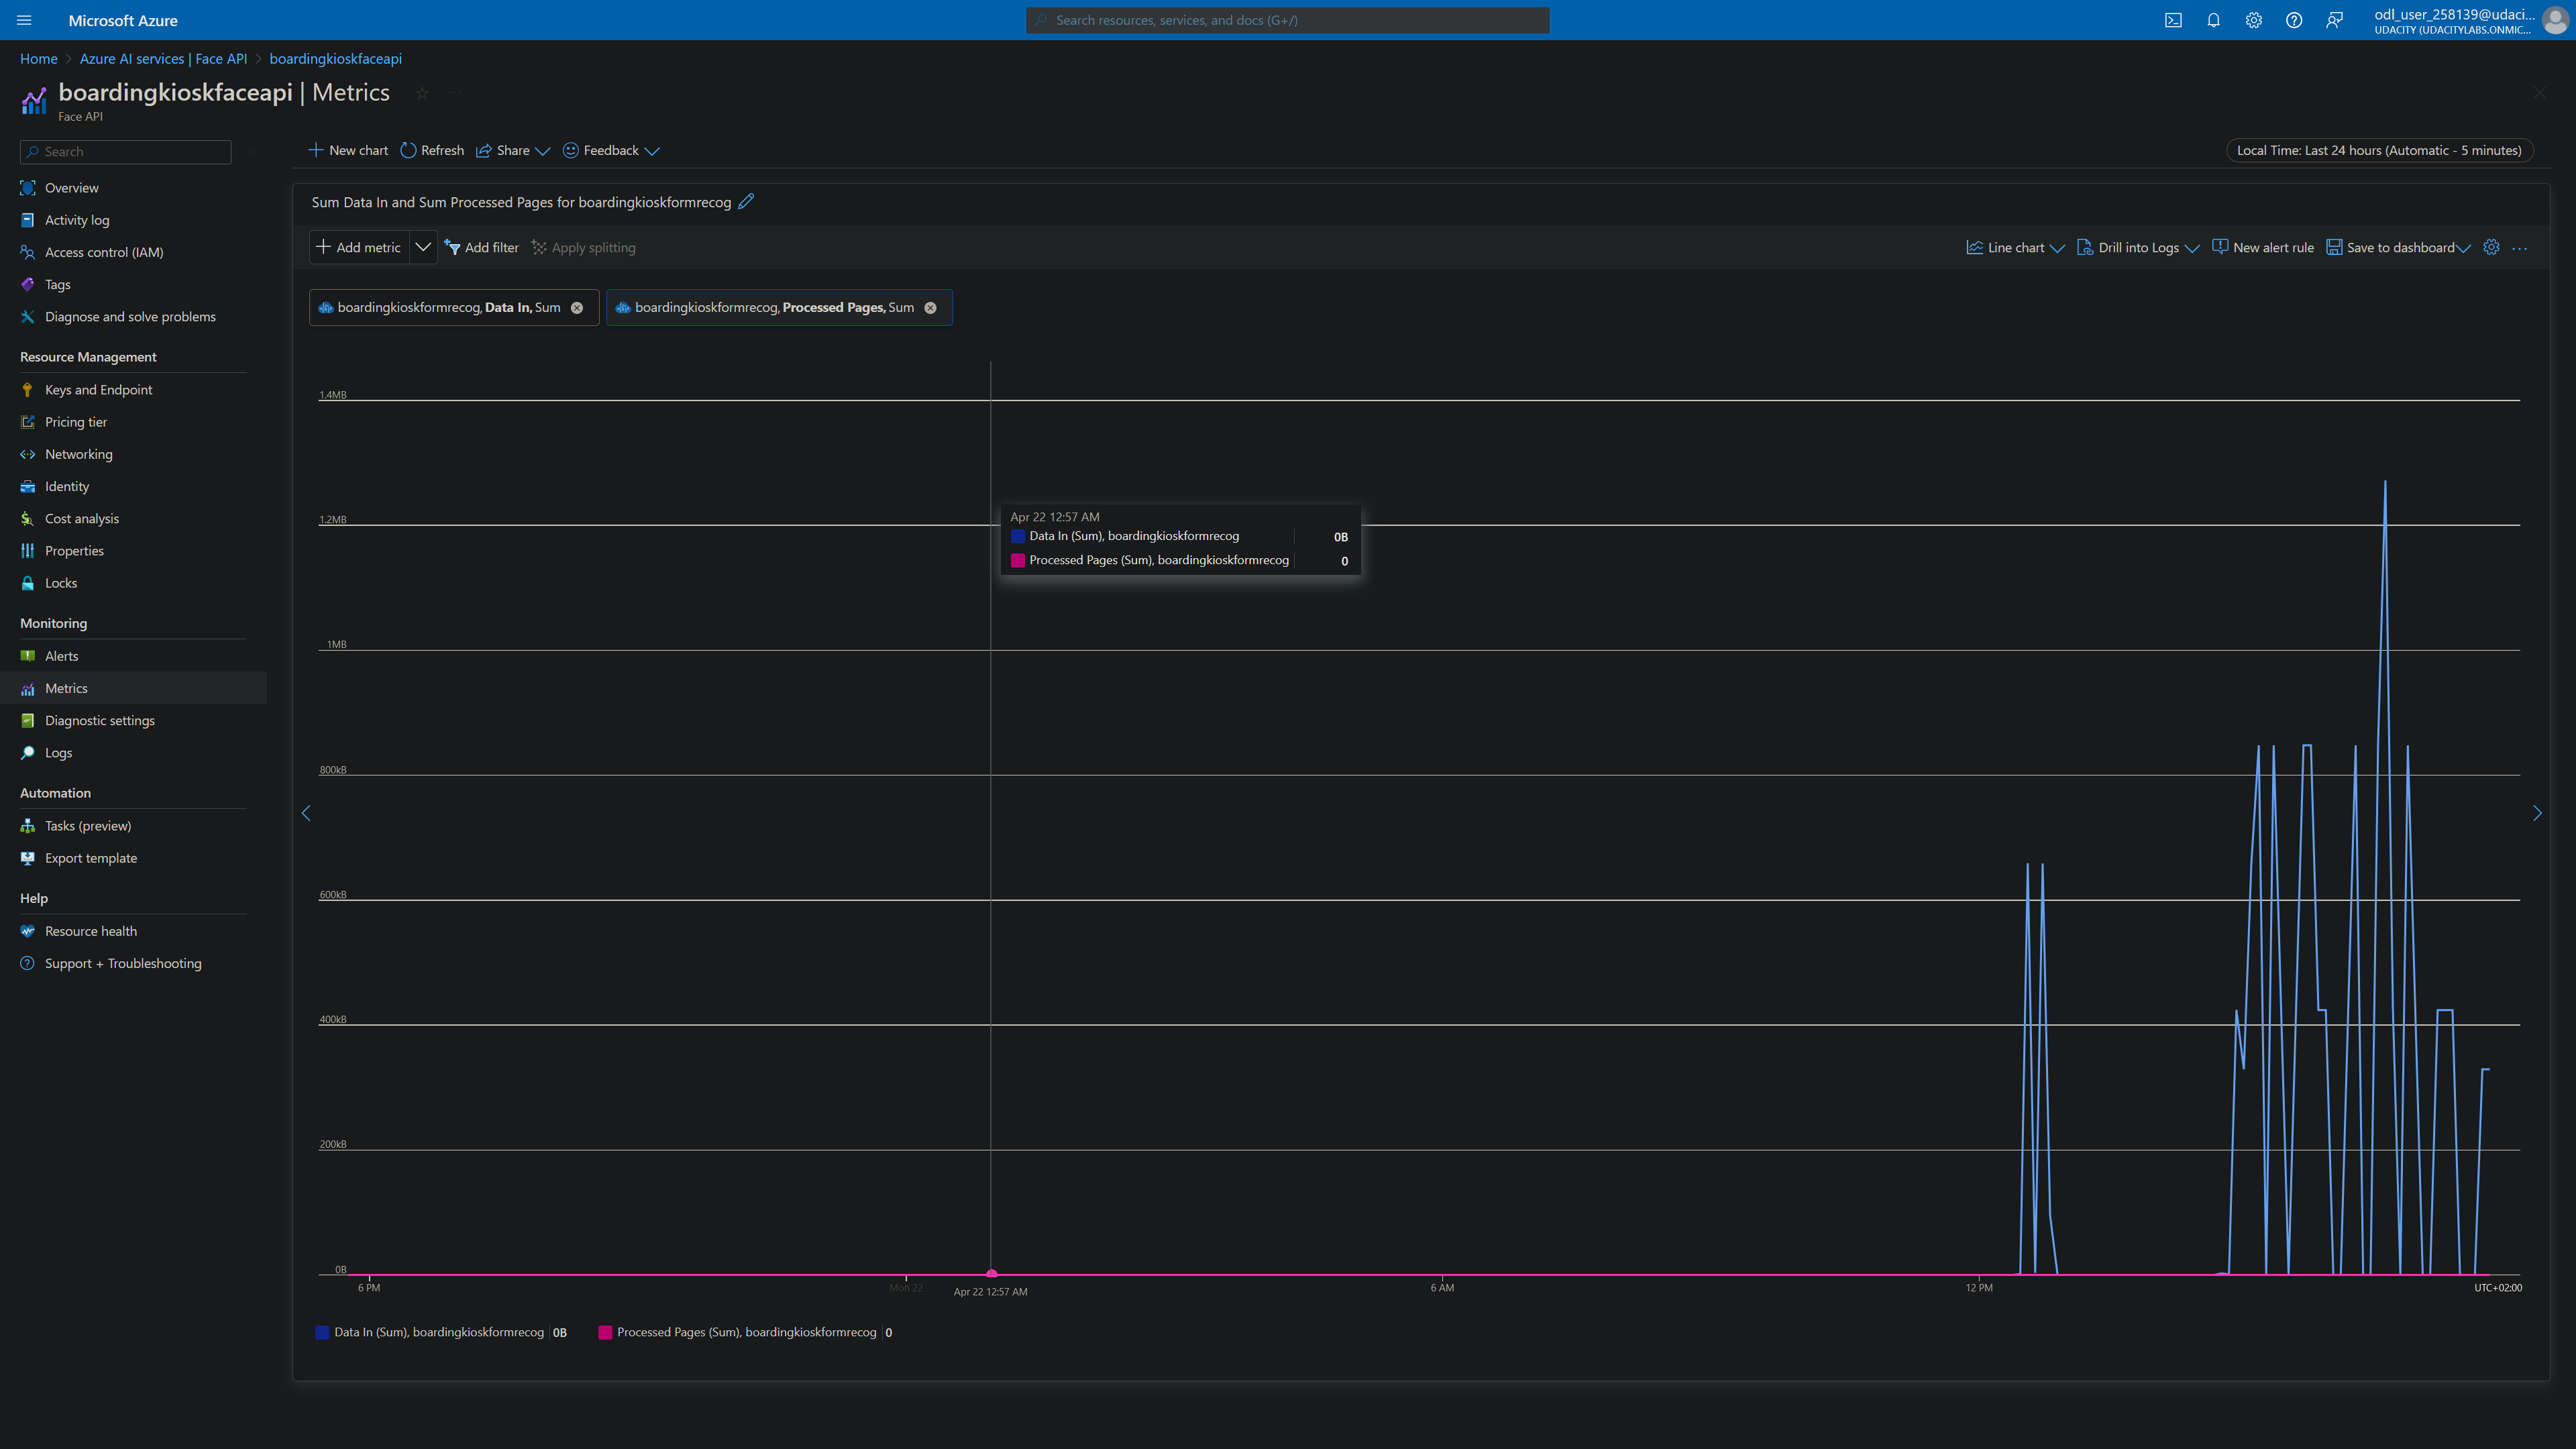 Microsoft Azure
Search resources, services, and docs (G+/)
odl_user_258139@udaci...
UDACITY (UDACITYLABS.ONMIC...
Home > Azure AI services | Face API > boardingkioskfaceapi
boardingkioskfaceapi | Metrics
Face API
Search
Overview
Activity log
Access control (IAM)
Tags
Diagnose and solve problems
Resource Management
Keys and Endpoint
Pricing tier
Networking
Identity
Cost analysis
Properties
Locks
Monitoring
Alerts
Metrics
Diagnostic settings
Logs
Automation
Tasks (preview)
Export template
Help
Resource health
Support + Troubleshooting
New chart Refresh Share Feedback
Local Time: Last 24 hours (Automatic - 5 minutes)
Sum Data In and Sum Processed Pages for boardingkioskformrecog
Add metric Add filter Apply splitting
Line chart Drill into Logs New alert rule Save to dashboard
boardingkioskformrecog, Data In, Sum
boardingkioskformrecog, Processed Pages, Sum
1.4MB
1.2MB
1MB
800kB
600kB
400kB
200kB
0B
Apr 22 12:57 AM
Data In (Sum), boardingkioskformrecog 0B
Processed Pages (Sum), boardingkioskformrecog 0
6 PM
Mon 22
Apr 22 12:57 AM
6 AM
12 PM
UTC+02:00
Data In (Sum), boardingkioskformrecog 0B
Processed Pages (Sum), boardingkioskformrecog 0